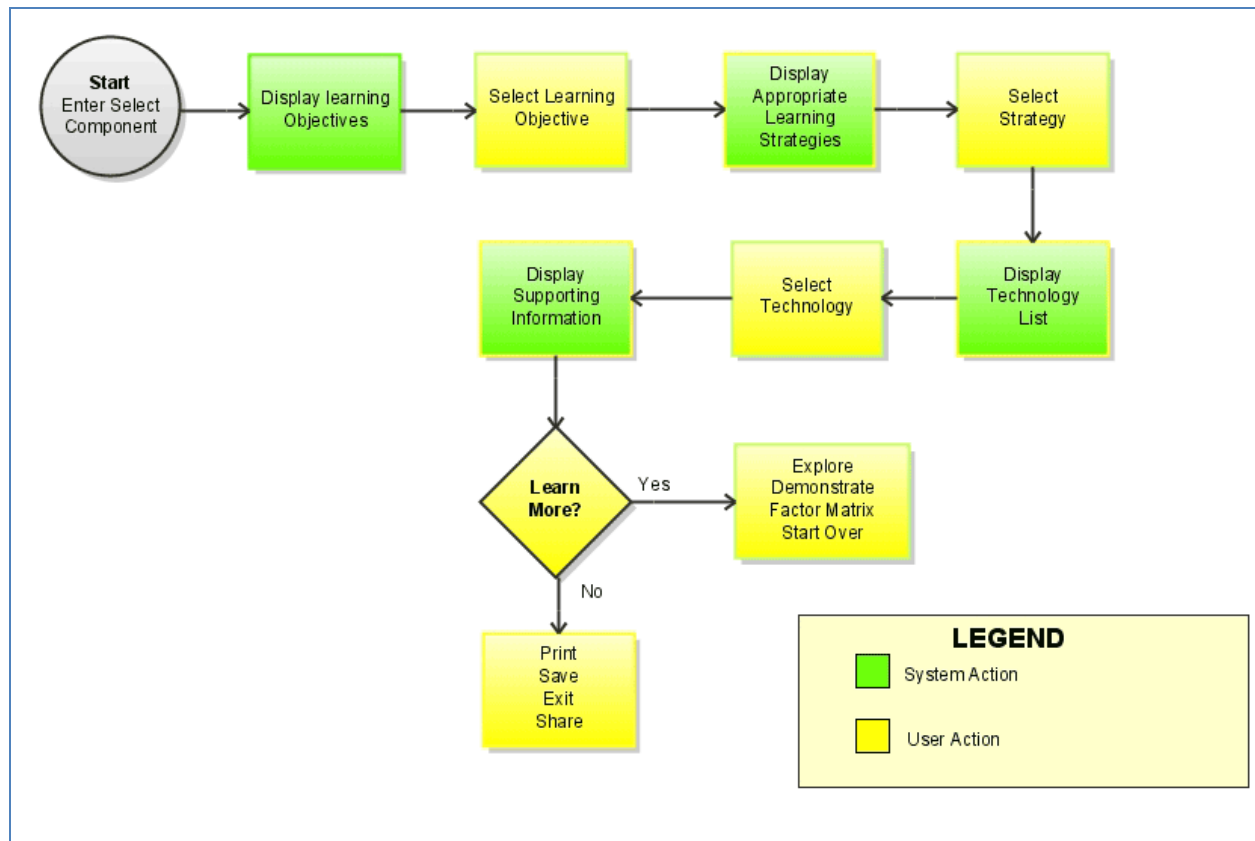 Start
Enter Select
Component
Display learning
Objectives
Select Learning
Objective
Display
Appropriate
Learning
Strategies
Select
Strategy
Display
Supporting
Information
Select
Technology
Display
Technology
List
Learn
More?
Yes
Explore
Demonstrate
Factor Matrix
Start Over
No
Print
Save
Exit
Share
LEGEND
System Action
User Action